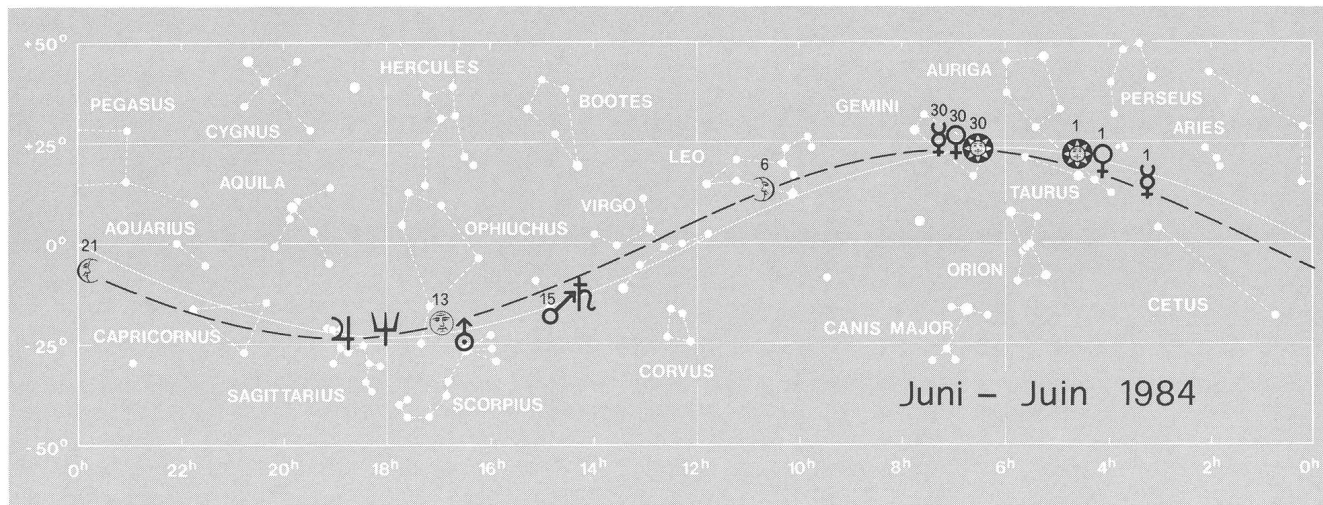 +50°
HERCULES
AURIGA
BOOTES
PEGASUS
GEMINI
PERSEUS
CYGNUS
30 30 30
1 1
ARIES
+25°
LEO
6
1
AQUILA
TAURUS
VIRGO
AQUARIUS
OPHIUCHUS
21
0°
ORION
13
15
CETUS
CAPRICORNUS
CANIS MAJOR
-25°
CORVUS
SAGITTARIUS
SCORPIUS
Juni – Juin 1984
-50°
0h 22h 20h 18h 16h 14h 12h 10h 8h 6h 4h 2h 0h